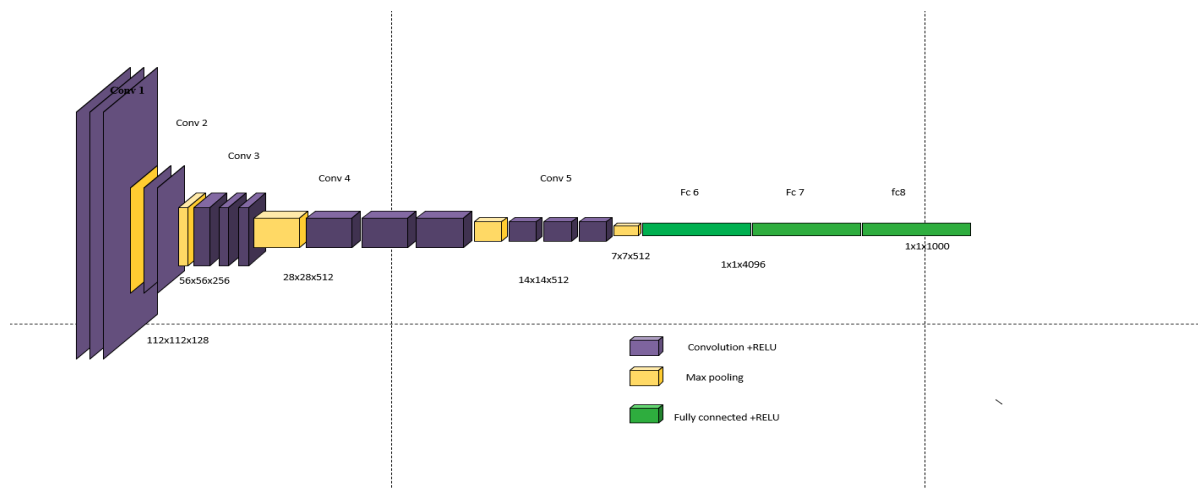 Conv 1
Conv 2
Conv 3
Conv 4
Conv 5
Fc 6
Fc 7
fc8
1x1x1000
7x7x512
1x1x4096
28x28x512
56x56x256
14x14x512
112x112x128
Convolution +RELU
Max pooling
Fully connected +RELU